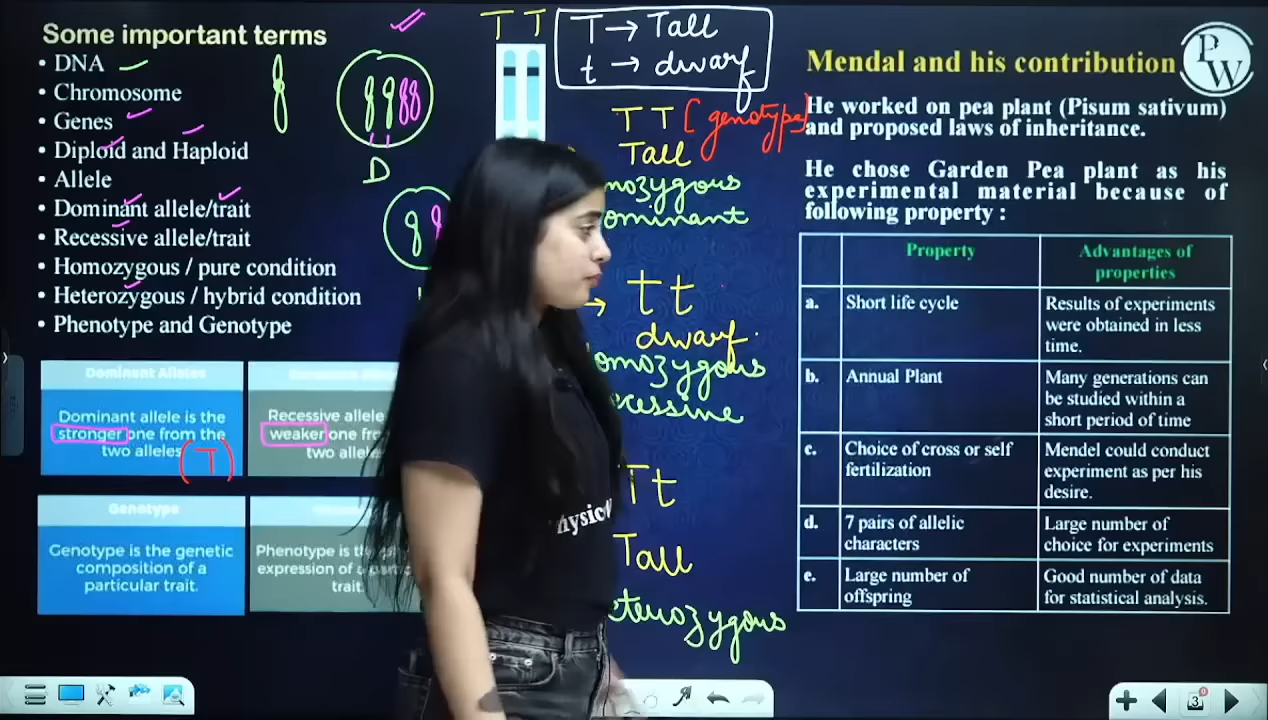 Some important terms
• DNA
• Chromosome
• Genes
• Diploid and Haploid
• Allele
• Dominant allele/trait
• Recessive allele/trait
• Homozygous / pure condition
• Heterozygous / hybrid condition
• Phenotype and Genotype
Dominant Alleles
Dominant allele is the
stronger one from the
two alleles
(T)
Recessive allele
weaker one
two
Genotype
Genotype is the genetic
composition of a
particular trait.
Phenotype is
expression of
trait.
D
T T
T → Tall
t → dwarf
T T [genotype]
Tall
→ t t
dwarf
T t
Tall
Mendal and his contribution
PW
He worked on pea plant (Pisum sativum)
and proposed laws of inheritance.
He chose Garden Pea plant as his
experimental material because of
following property :
Property
Advantages of
properties
a.
Short life cycle
Results of experiments
were obtained in less
time.
b.
Annual Plant
Many generations can
be studied within a
short period of time
c.
Choice of cross or self
fertilization
Mendel could conduct
experiment as per his
desire.
d.
7 pairs of allelic
characters
Large number of
choice for experiments
e.
Large number of
offspring
Good number of data
for statistical analysis.
3